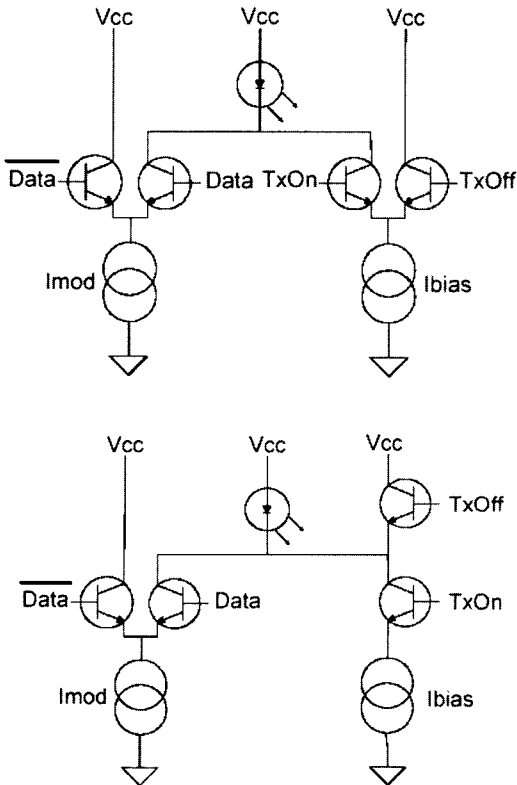 Vcc Vcc Vcc
Data Data TxOn TxOff
Imod Ibias
Vcc Vcc Vcc
TxOff
Data Data TxOn
Imod Ibias